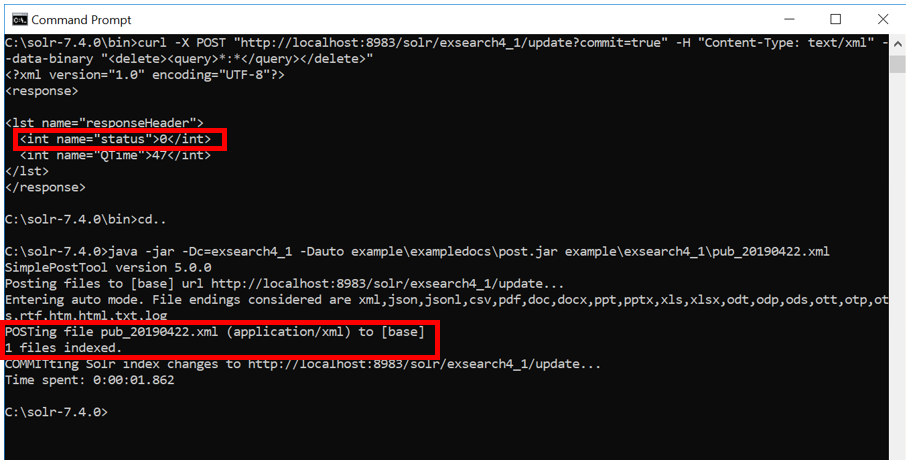 Command Prompt
C:\solr-7.4.0\bin>curl -X POST "http://localhost:8983/solr/exsearch4_1/update?commit=true" -H "Content-Type: text/xml" -
-data-binary "<delete><query>*:*</query></delete>"
<?xml version="1.0" encoding="UTF-8"?>
<response>
<lst name="responseHeader">
<int name="status">0</int>
<int name="QTime">47</int>
</lst>
</response>
C:\solr-7.4.0\bin>cd..
C:\solr-7.4.0>java -jar -Dc=exsearch4_1 -Dauto example\exampledocs\post.jar example\exsearch4_1\pub_20190422.xml
SimplePostTool version 5.0.0
Posting files to [base] url http://localhost:8983/solr/exsearch4_1/update...
Entering auto mode. File endings considered are xml,json,jsonl,csv,pdf,doc,docx,ppt,pptx,xls,xlsx,odt,odp,ods,ott,otp,ot
s,rtf,htm,html,txt,log
POSTing file pub_20190422.xml (application/xml) to [base]
1 files indexed.
COMMITting Solr index changes to http://localhost:8983/solr/exsearch4_1/update...
Time spent: 0:00:01.862
C:\solr-7.4.0>